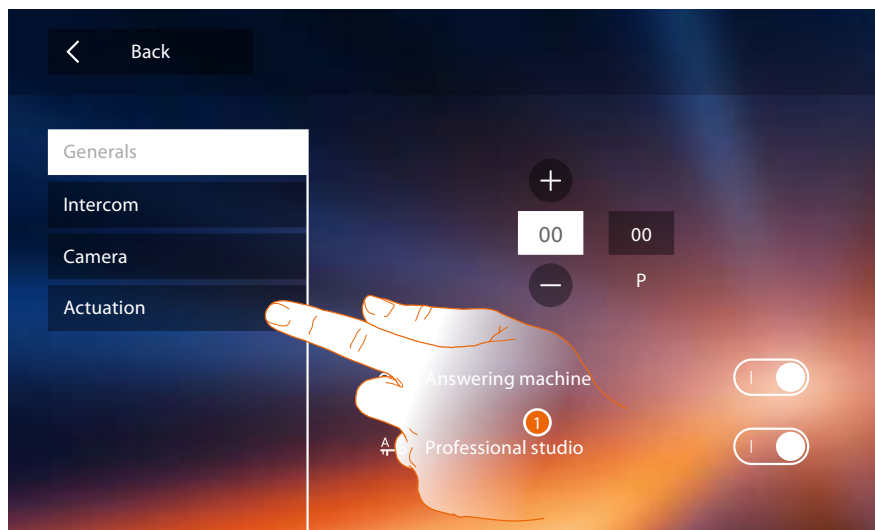 Back
Generals
Intercom
Camera
Actuation
00
00
P
Answering machine
1
A
Professional studio